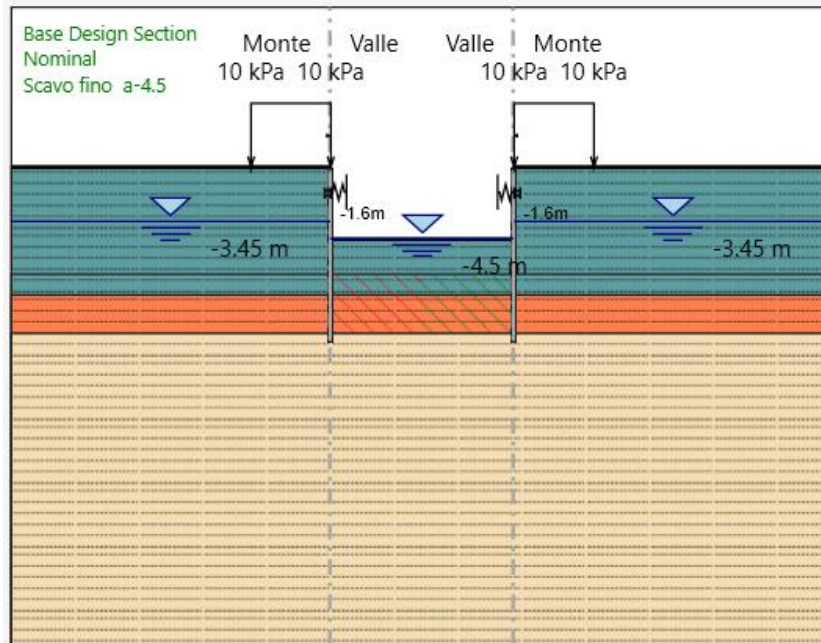 Base Design Section
Nominal
Scavo fino a-4.5
Monte Valle Valle Monte
10 kPa 10 kPa 10 kPa 10 kPa
-1.6m -1.6m
-3.45 m -4.5 m -3.45 m